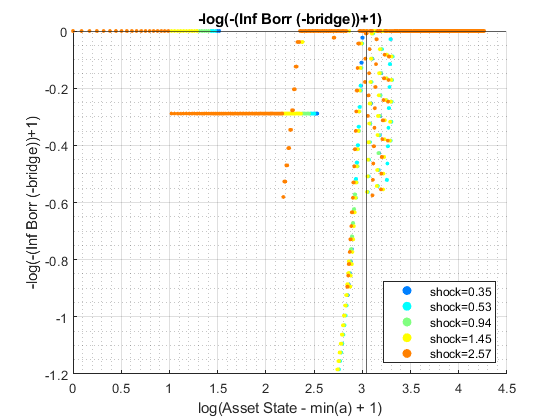 -log(-(Inf Borr (-bridge))+1)
0
-0.2
-0.4
-0.6
-0.8
-1
-1.2
-log(-(Inf Borr (-bridge))+1)
0 0.5 1 1.5 2 2.5 3 3.5 4 4.5
log(Asset State - min(a) + 1)
shock=0.35
shock=0.53
shock=0.94
shock=1.45
shock=2.57